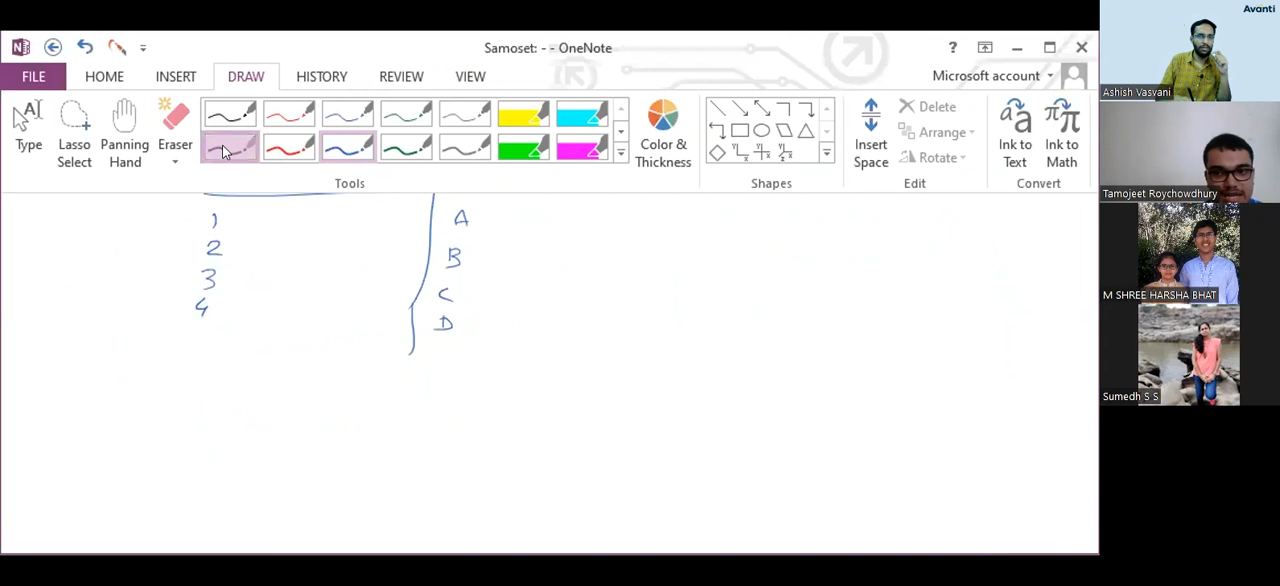 Avanti
Samoset: - - OneNote
?
FILE HOME INSERT DRAW HISTORY REVIEW VIEW
Microsoft account
Ashish Vasvani
Type
Lasso Select
Panning Hand
Eraser
Color & Thickness
Insert Space
Delete
Arrange
Rotate
Ink to Text
Ink to Math
Tools
Shapes
Edit
Convert
Tamojeet Roychowdhury
1 A
2 B
3 C
4 D
M SHREE HARSHA BHAT
Sumedh S S